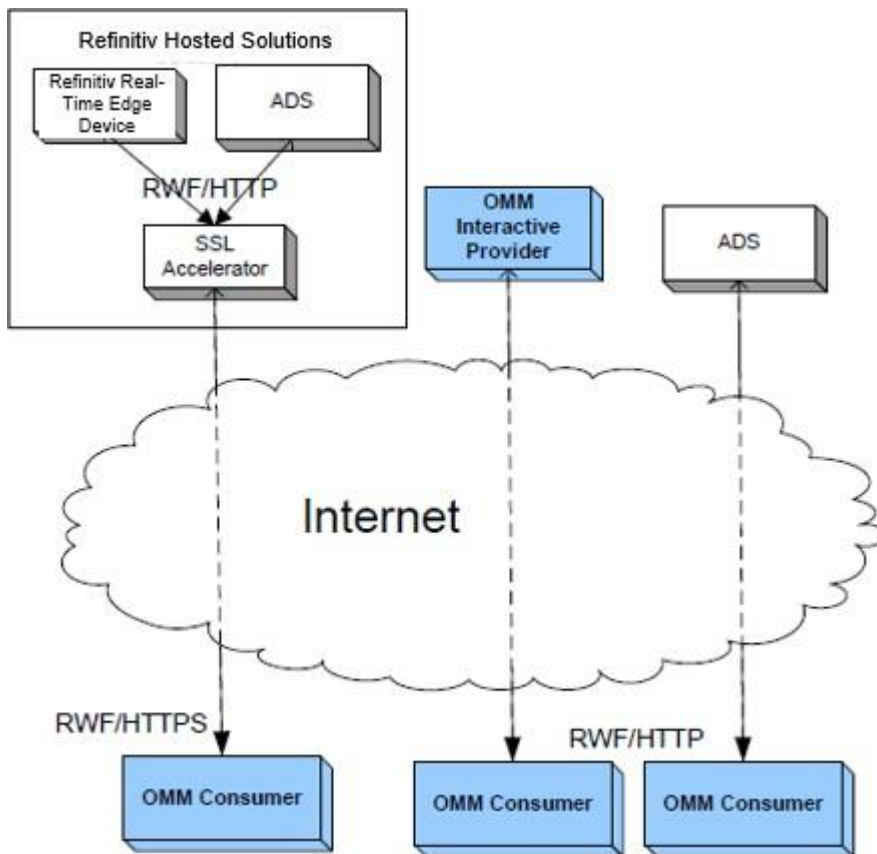 Refinitiv Hosted Solutions
Refinitiv Real-
Time Edge
Device
ADS
RWF/HTTP
SSL
Accelerator
OMM
Interactive
Provider
ADS
Internet
RWF/HTTPS
RWF/HTTP
OMM Consumer
OMM Consumer
OMM Consumer